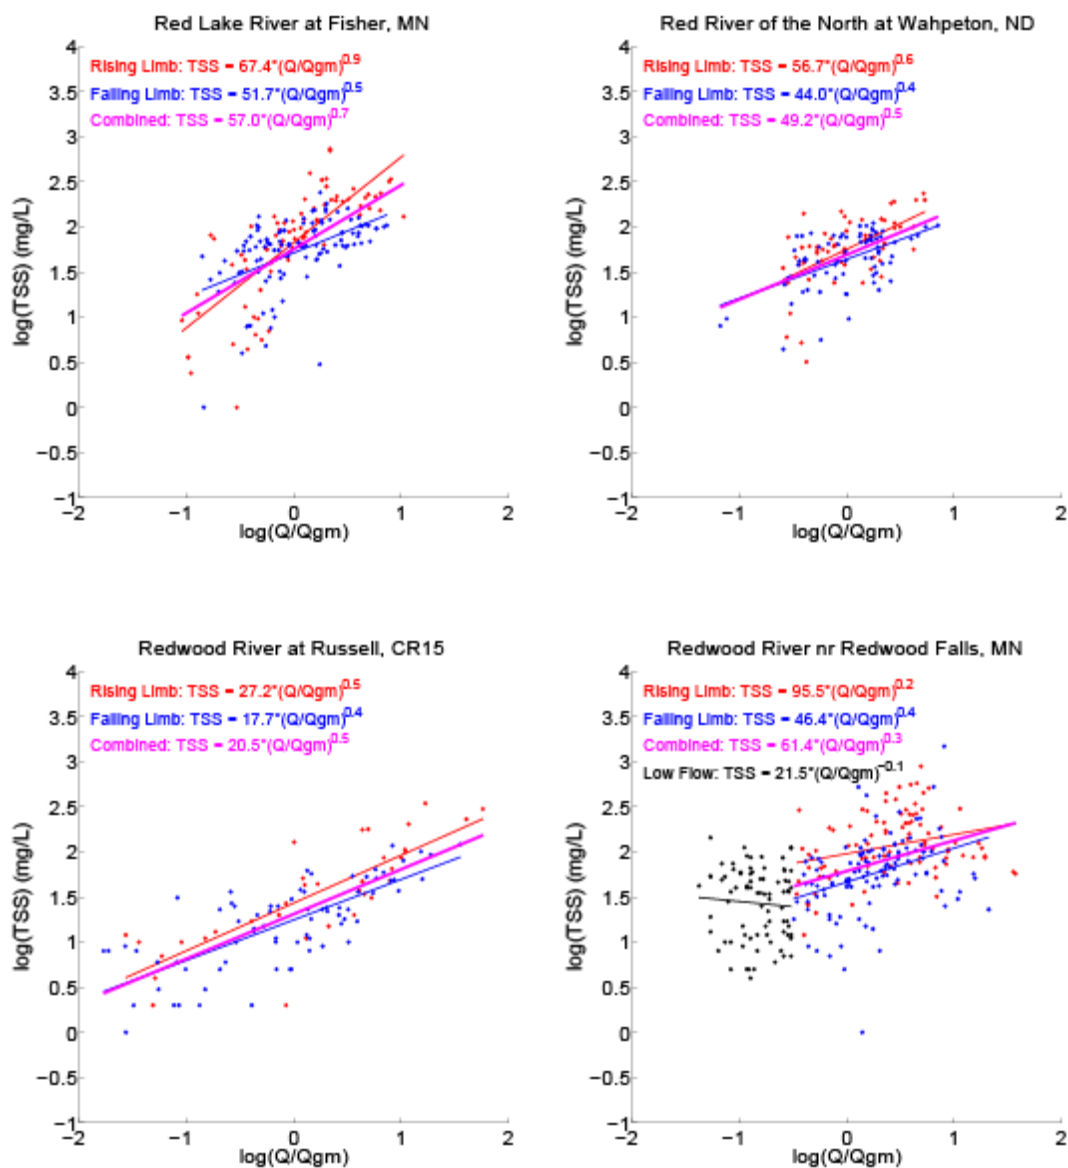 Red Lake River at Fisher, MN
Rising Limb: TSS = 67.4*(Q/Qgm)^0.9
Falling Limb: TSS = 51.7*(Q/Qgm)^0.5
Combined: TSS = 57.0*(Q/Qgm)^0.7
4
3.5
3
2.5
2
1.5
1
0.5
0
−0.5
−1
log(TSS) (mg/L)
−2 −1 0 1 2
log(Q/Qgm)
Red River of the North at Wahpeton, ND
Rising Limb: TSS = 56.7*(Q/Qgm)^0.6
Falling Limb: TSS = 44.0*(Q/Qgm)^0.4
Combined: TSS = 49.2*(Q/Qgm)^0.5
4
3.5
3
2.5
2
1.5
1
0.5
0
−0.5
−1
log(TSS) (mg/L)
−2 −1 0 1 2
log(Q/Qgm)
Redwood River at Russell, CR15
Rising Limb: TSS = 27.2*(Q/Qgm)^0.5
Falling Limb: TSS = 17.7*(Q/Qgm)^0.4
Combined: TSS = 20.5*(Q/Qgm)^0.5
4
3.5
3
2.5
2
1.5
1
0.5
0
−0.5
−1
log(TSS) (mg/L)
−2 −1 0 1 2
log(Q/Qgm)
Redwood River nr Redwood Falls, MN
Rising Limb: TSS = 95.5*(Q/Qgm)^0.2
Falling Limb: TSS = 46.4*(Q/Qgm)^0.4
Combined: TSS = 61.4*(Q/Qgm)^0.3
Low Flow: TSS = 21.5*(Q/Qgm)^−0.1
4
3.5
3
2.5
2
1.5
1
0.5
0
−0.5
−1
log(TSS) (mg/L)
−2 −1 0 1 2
log(Q/Qgm)